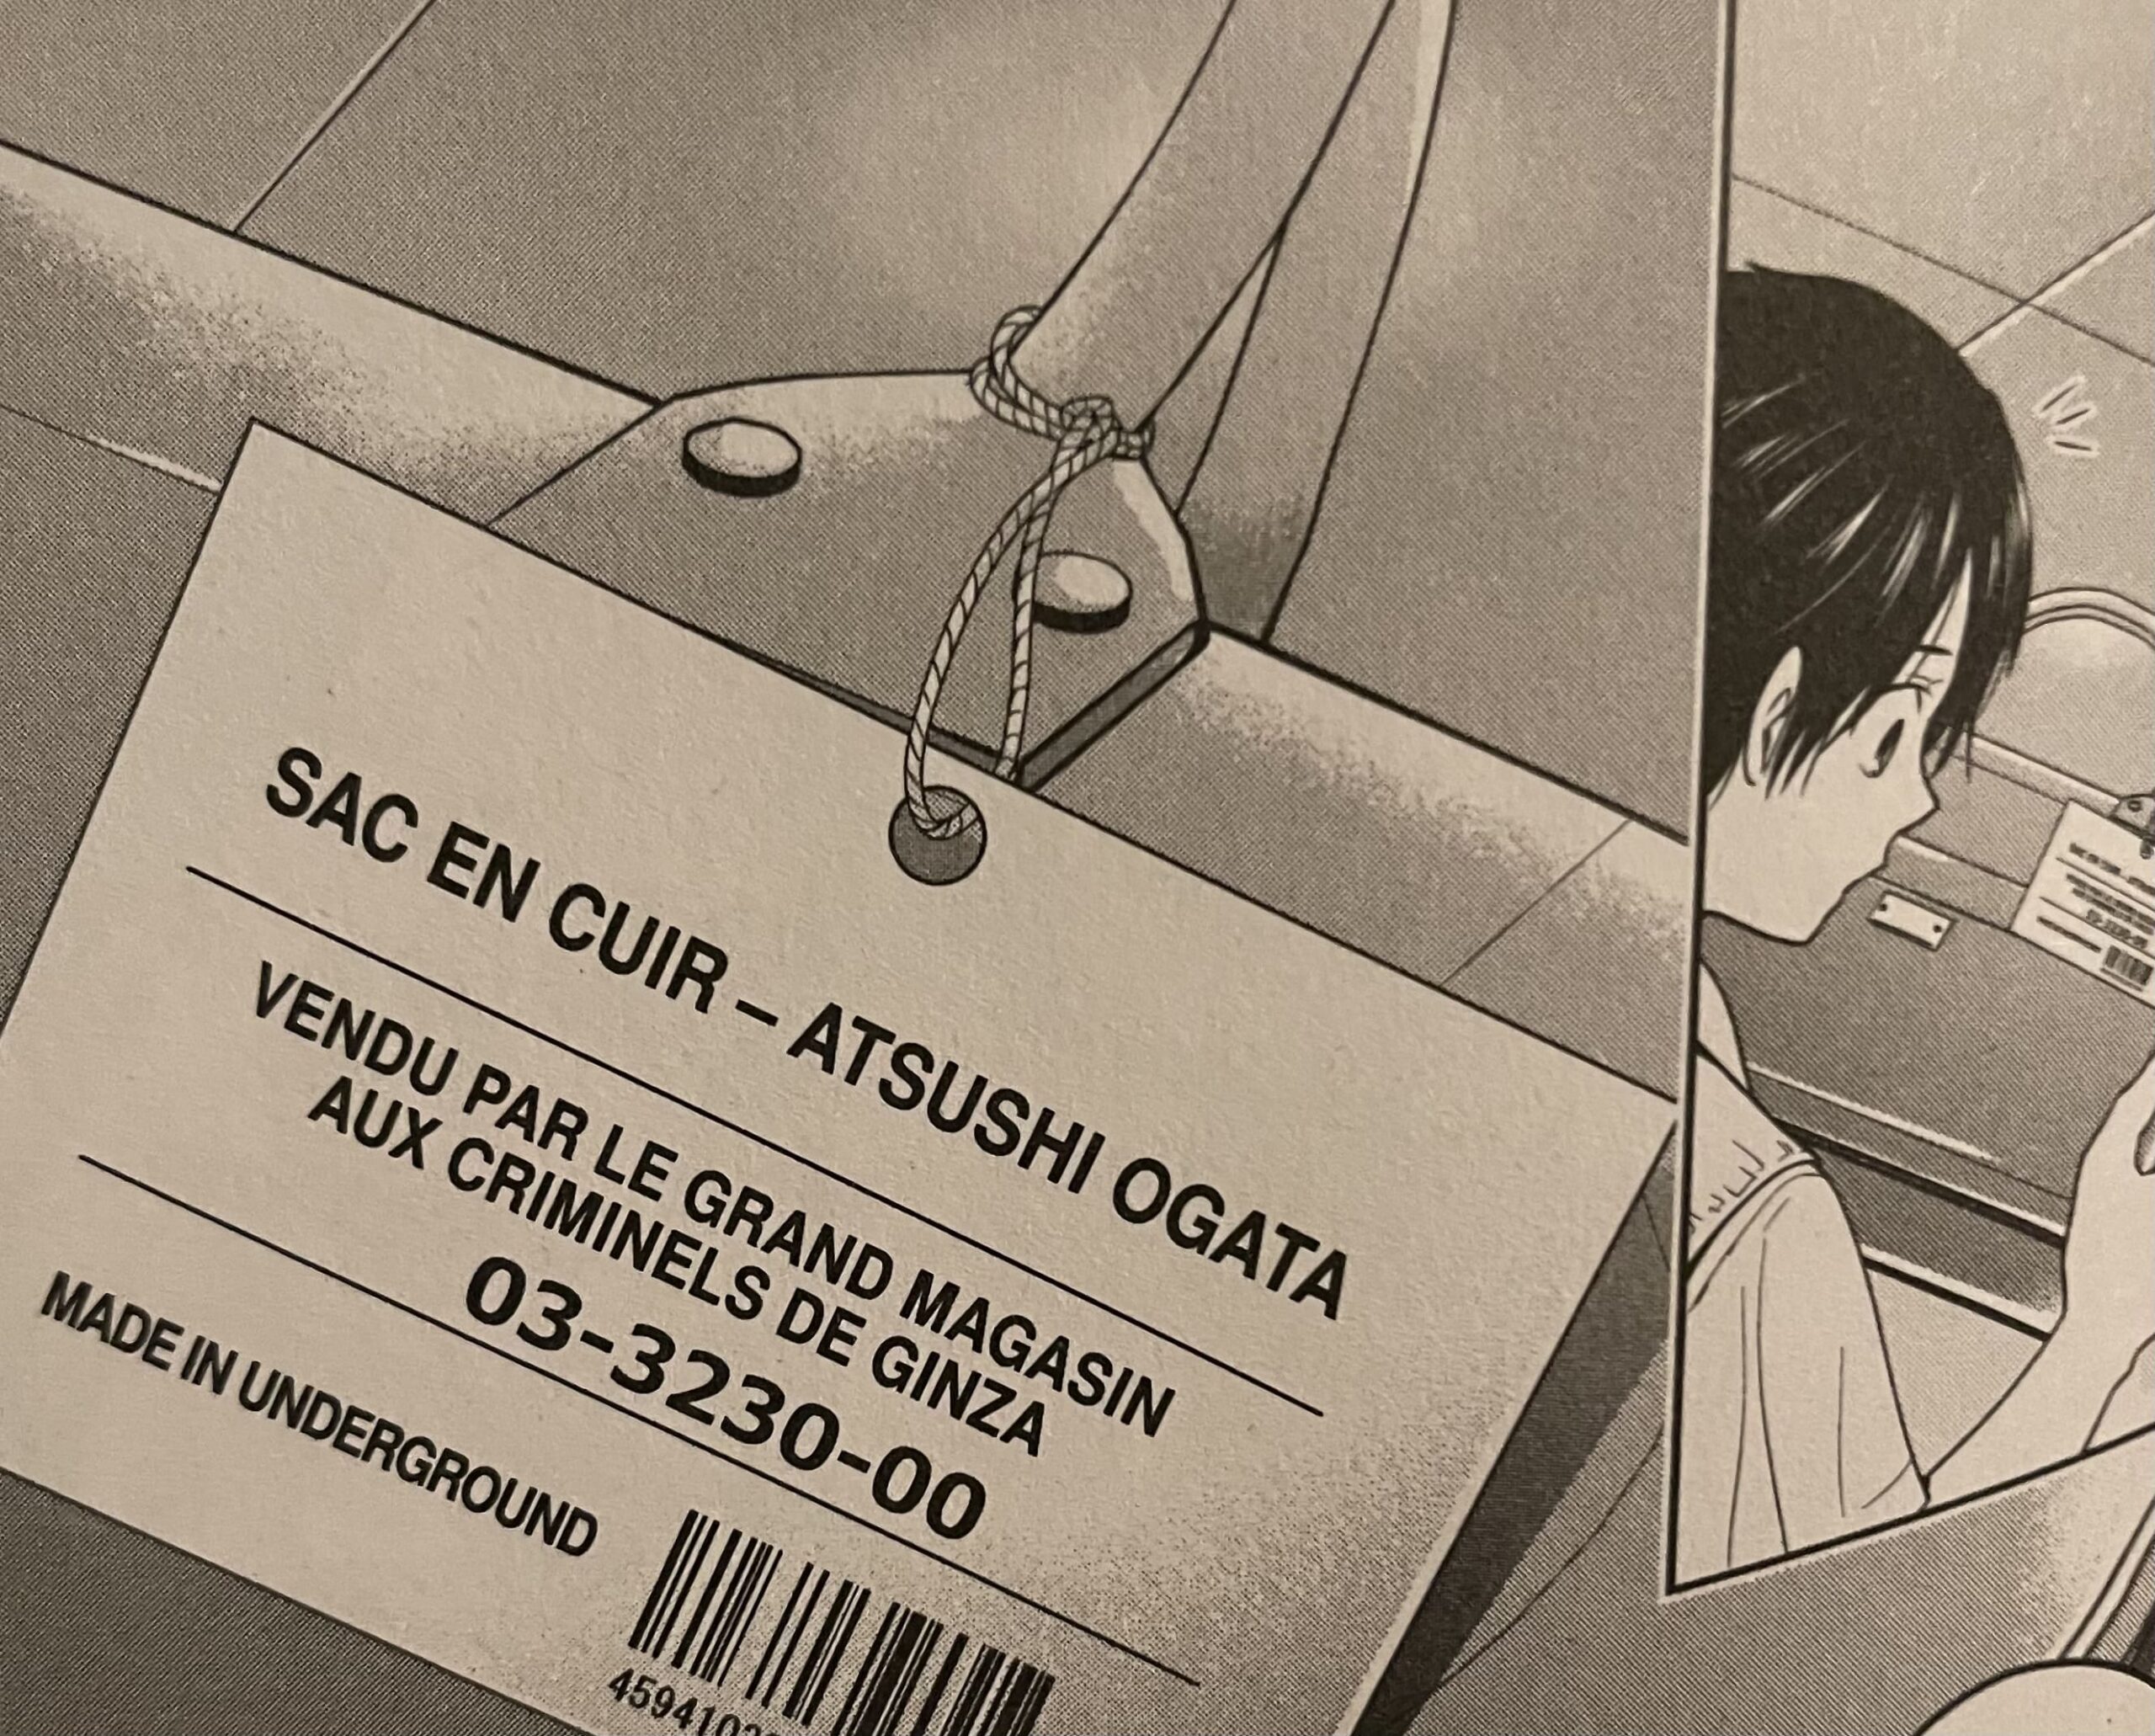 SAC EN CUIR – ATSUSHI OGATA
VENDU PAR LE GRAND MAGASIN
AUX CRIMINELS DE GINZA
03-3230-00
MADE IN UNDERGROUND